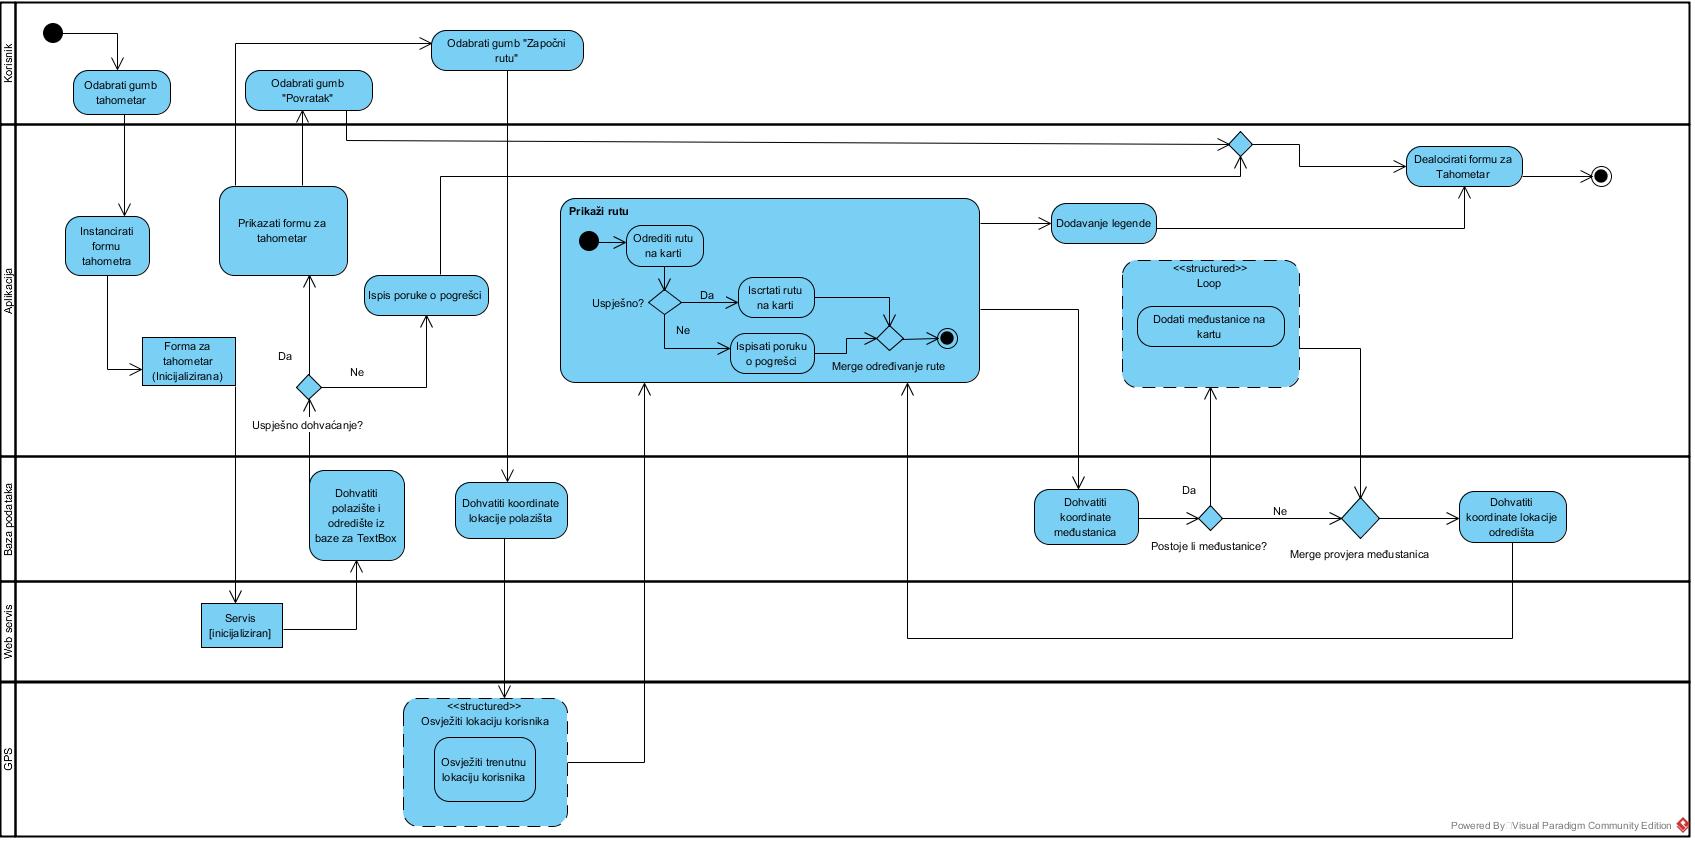 Korisnik
Odabrati gumb
tahometar
Odabrati gumb
"Povratak"
Odabrati gumb "Započni
rutu"
Aplikacija
Instancirati
formu
tahometra
Forma za
tahometar
(Inicijalizirana)
Prikazati formu za
tahometar
Da
Ne
Uspješno dohvaćanje?
Ispis poruke o pogrešci
Prikaži rutu
Odrediti rutu
na karti
Uspješno?
Da
Ne
Iscrtati rutu
na karti
Ispisati poruku
o pogrešci
Merge određivanje rute
Dodavanje legende
Dealocirati formu za
Tahometar
<<structured>>
Loop
Dodati međustanice na
kartu
Baza podataka
Dohvatiti
polazište i
odredište iz
baze za TextBox
Dohvatiti koordinate
lokacije polazišta
Dohvatiti
koordinate
međustanica
Da
Ne
Postoje li međustanice?
Merge provjera međustanica
Dohvatiti
koordinate lokacije
odredišta
Web servis
Servis
[inicijaliziran]
GPS
<<structured>>
Osvježiti lokaciju korisnika
Osvježiti trenutnu
lokaciju korisnika
Powered By Visual Paradigm Community Edition